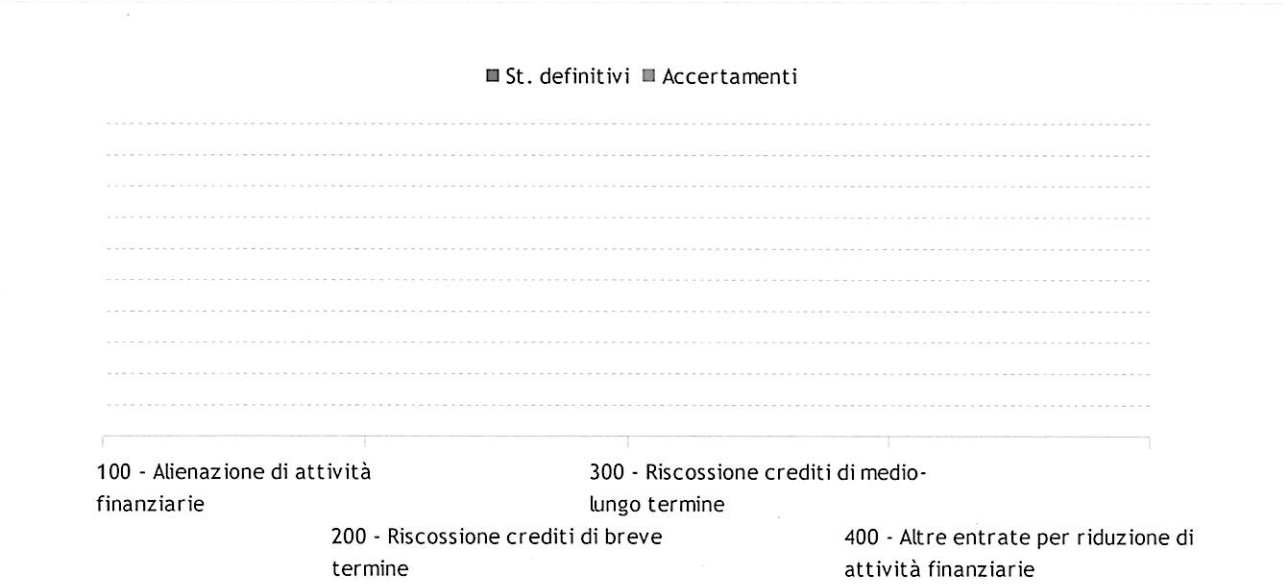 St. definitivi Accertamenti
100 - Alienazione di attività
finanziarie
200 - Riscossione crediti di breve
termine
300 - Riscossione crediti di medio-
lungo termine
400 - Altre entrate per riduzione di
attività finanziarie